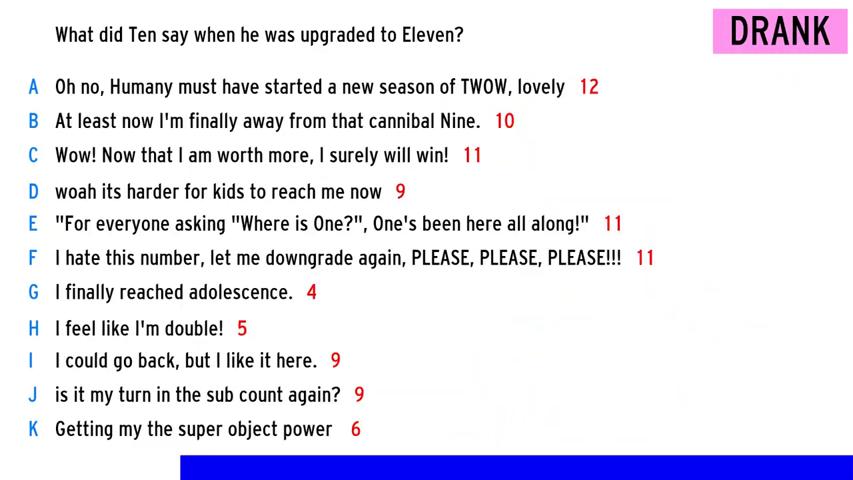 What did Ten say when he was upgraded to Eleven?
DRANK
A Oh no, Humany must have started a new season of TWOW, lovely 12
B At least now I'm finally away from that cannibal Nine. 10
C Wow! Now that I am worth more, I surely will win! 11
D woah its harder for kids to reach me now 9
E "For everyone asking "Where is One?", One's been here all along!" 11
F I hate this number, let me downgrade again, PLEASE, PLEASE, PLEASE!!! 11
G I finally reached adolescence. 4
H I feel like I'm double! 5
I I could go back, but I like it here. 9
J is it my turn in the sub count again? 9
K Getting my the super object power 6